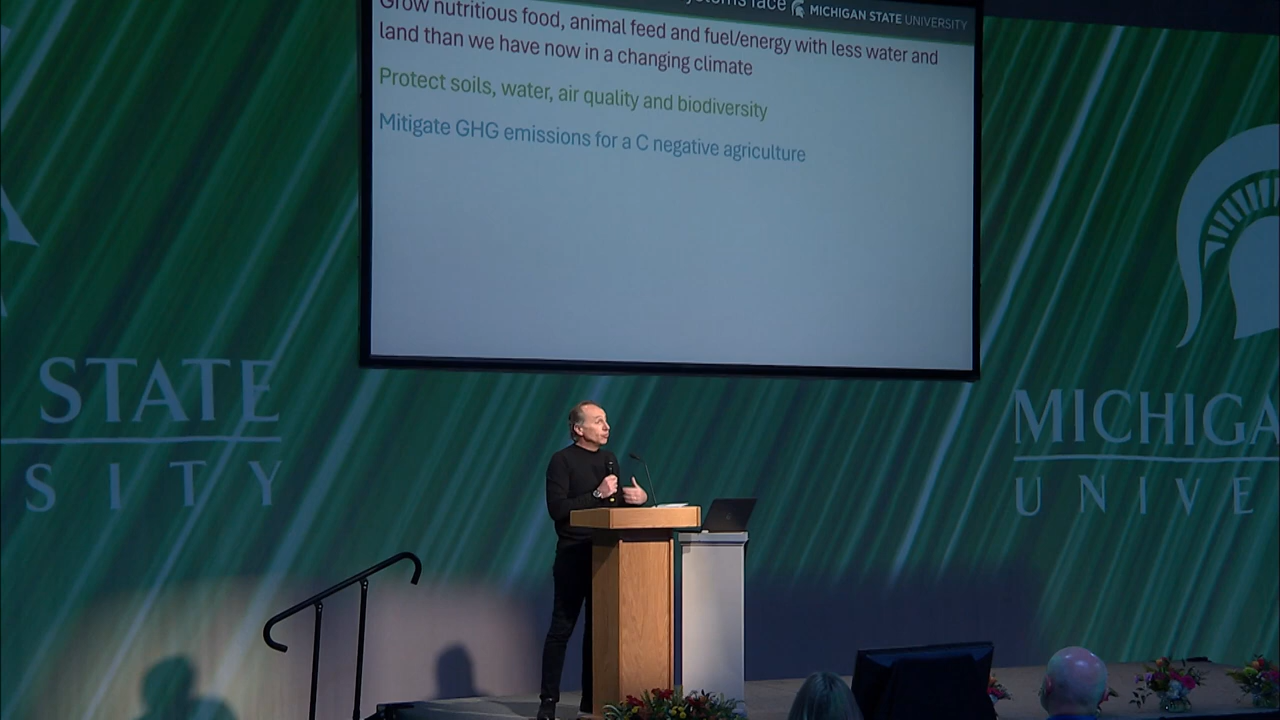 systems face
MICHIGAN STATE UNIVERSITY
Grow nutritious food, animal feed and fuel/energy with less water and
land than we have now in a changing climate
Protect soils, water, air quality and biodiversity
Mitigate GHG emissions for a C negative agriculture
STATE
SITY
MICHIGA
UNIVE